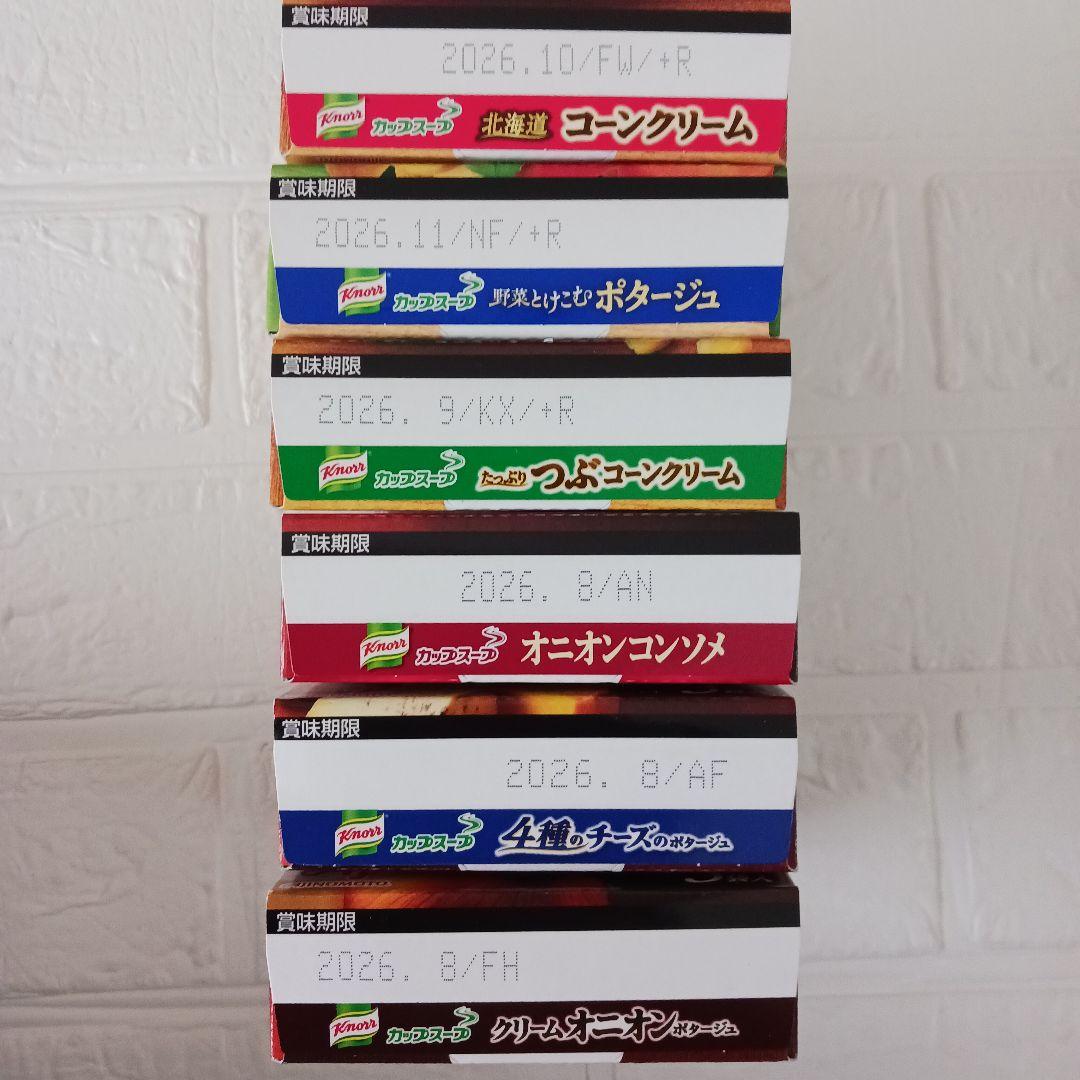 賞味期限
2026.10/FW/+R
Knorr カップスープ 北海道 コーンクリーム
賞味期限
2026.11/NF/+R
Knorr カップスープ 野菜とけこむ ポタージュ
賞味期限
2026. 9/KX/+R
Knorr カップスープ たっぷり つぶコーンクリーム
賞味期限
2026. 8/AN
Knorr カップスープ オニオンコンソメ
賞味期限
2026. 8/AF
Knorr カップスープ 4種のチーズのポタージュ
AJINOMOTO
賞味期限
2026. 8/FH
Knorr カップスープ クリームオニオンポタージュ